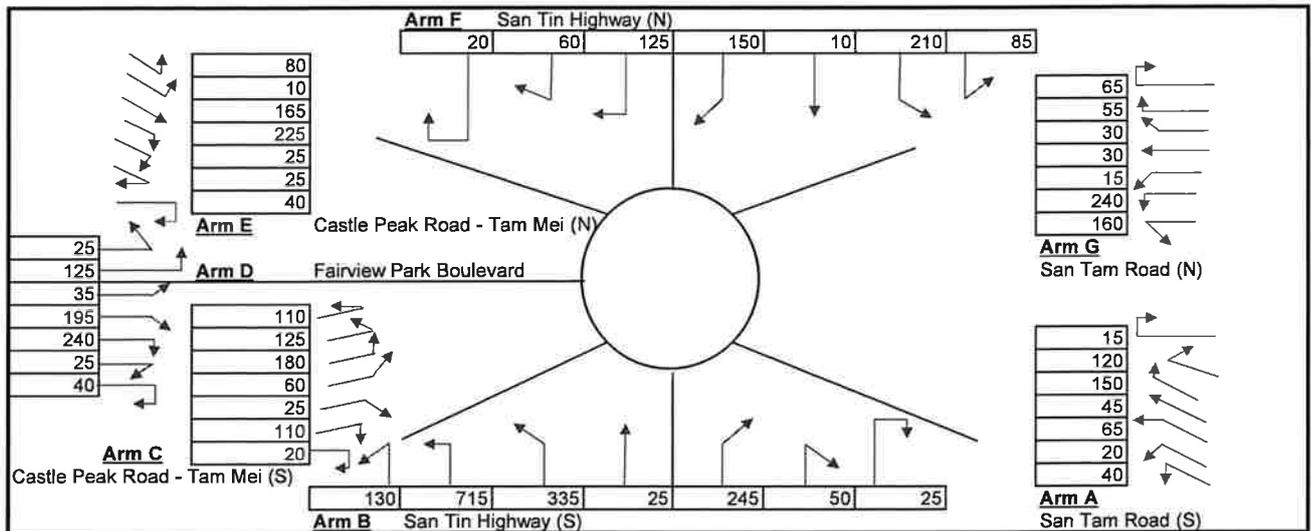 Arm F San Tin Highway (N)
20 60 125 150 10 210 85
80
10
165
225
25
25
40
Arm E Castle Peak Road - Tam Mei (N)
65
55
30
30
15
240
160
Arm G
San Tam Road (N)
25
125
35
195
240
25
40
Arm D Fairview Park Boulevard
110
125
180
60
25
110
20
Arm C
Castle Peak Road - Tam Mei (S)
15
120
150
45
65
20
40
Arm A
San Tam Road (S)
130 715 335 25 245 50 25
Arm B San Tin Highway (S)